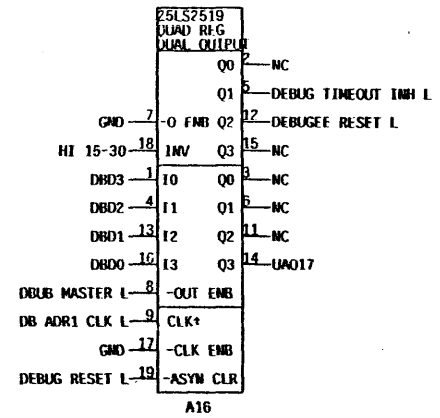 25LS2519
QUAD REG
DUAL OUTPUT
Q0 2 NC
Q1 5 DEBUG TIMEOUT INH L
GND 7 -O ENB Q2 12 DEBUGEE RESET L
HI 15-30 18 INV Q3 15 NC
DBD3 1 I0 Q0 3 NC
DBD2 4 I1 Q1 6 NC
DBD1 13 I2 Q2 11 NC
DBD0 16 I3 Q3 14 UAO17
DBUB MASTER L 8 -OUT ENB
DB ADR1 CLK L 9 CLK↑
GND 17 -CLK ENB
DEBUG RESET L 19 -ASYN CLR
A16